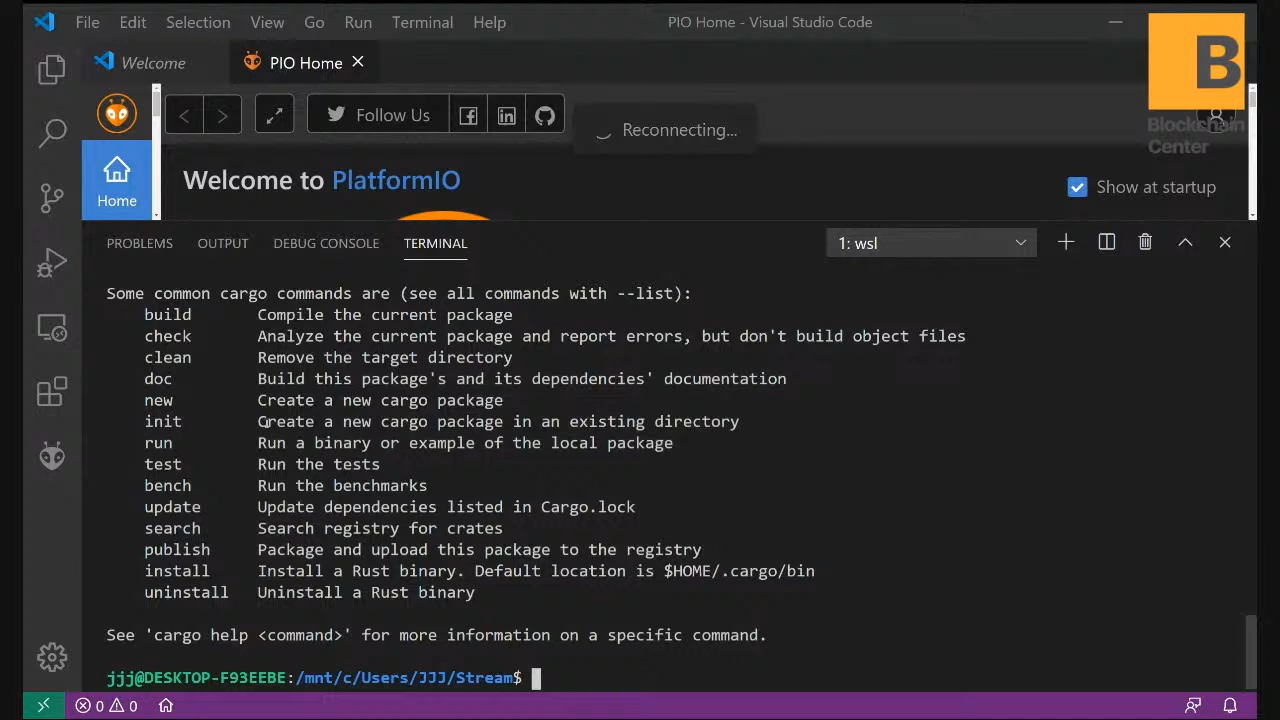 File Edit Selection View Go Run Terminal Help PIO Home - Visual Studio Code
Welcome PIO Home
B
Blockchain
Center
Follow Us
Reconnecting...
Home
Welcome to PlatformIO
Show at startup
PROBLEMS OUTPUT DEBUG CONSOLE TERMINAL 1: wsl
Some common cargo commands are (see all commands with --list):
build Compile the current package
check Analyze the current package and report errors, but don't build object files
clean Remove the target directory
doc Build this package's and its dependencies' documentation
new Create a new cargo package
init Create a new cargo package in an existing directory
run Run a binary or example of the local package
test Run the tests
bench Run the benchmarks
update Update dependencies listed in Cargo.lock
search Search registry for crates
publish Package and upload this package to the registry
install Install a Rust binary. Default location is $HOME/.cargo/bin
uninstall Uninstall a Rust binary
See 'cargo help <command>' for more information on a specific command.
jjj@DESKTOP-F93EEBE:/mnt/c/Users/JJJ/Stream$
0 0